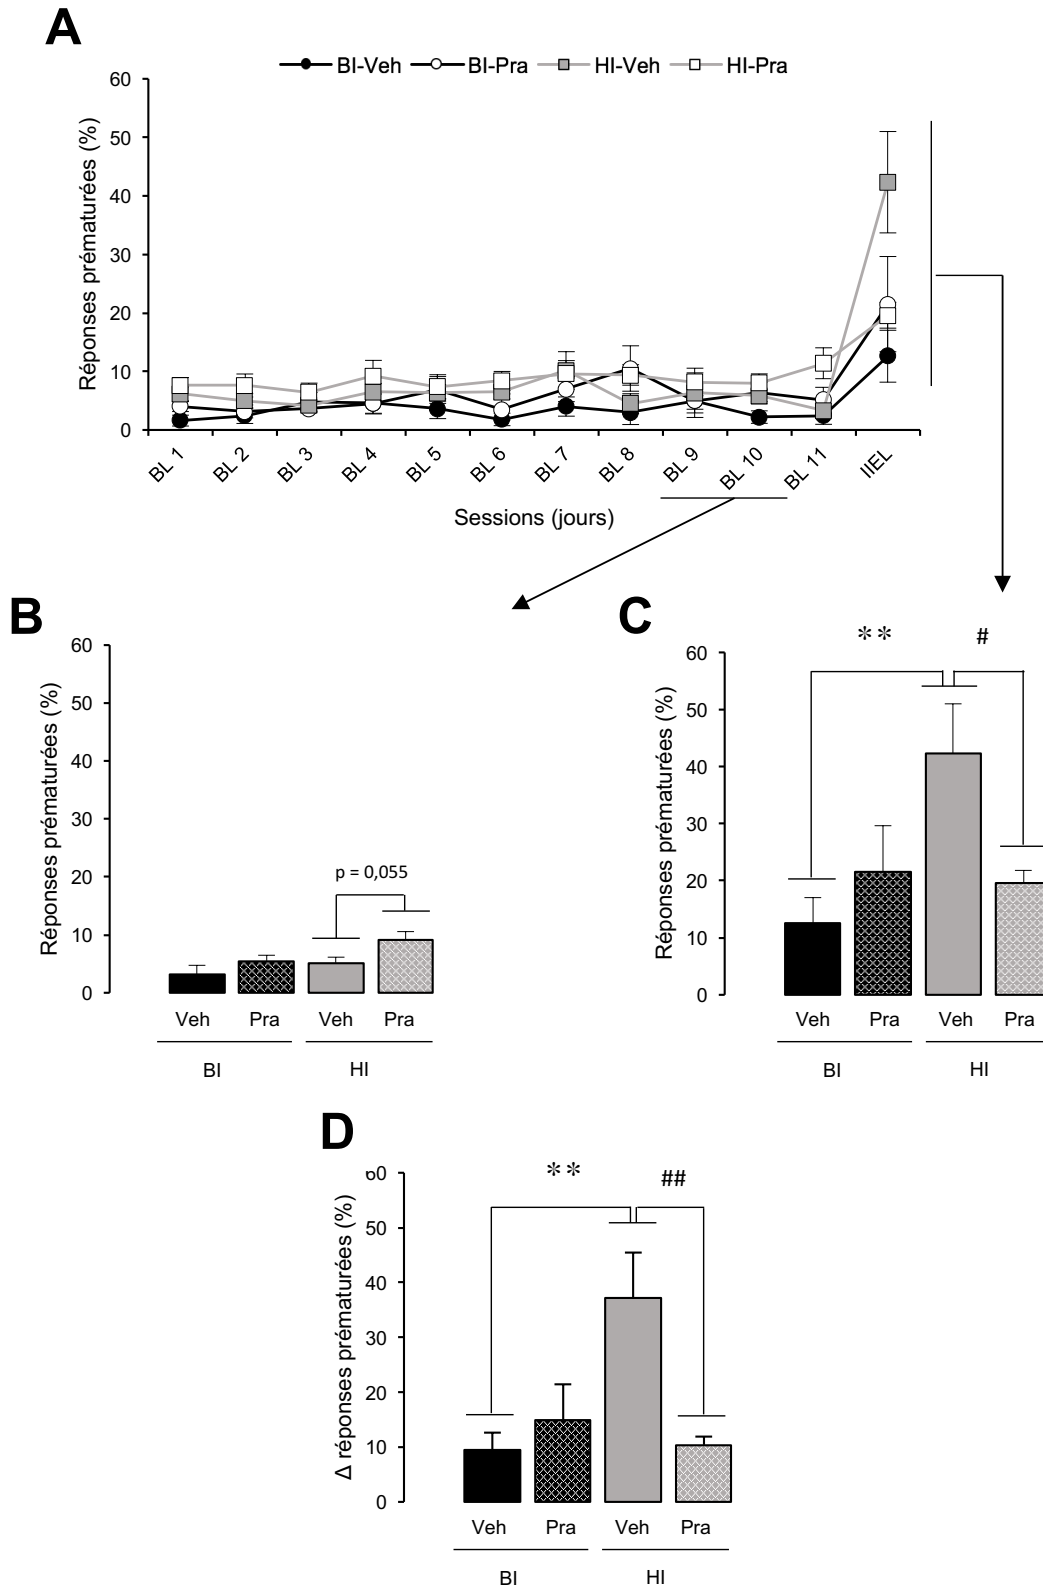 A
BI-Veh BI-Pra HI-Veh HI-Pra
Réponses prématurées (%)
60
50
40
30
20
10
0
BL 1 BL 2 BL 3 BL 4 BL 5 BL 6 BL 7 BL 8 BL 9 BL 10 BL 11 IIEL
Sessions (jours)
B
Réponses prématurées (%)
60
50
40
30
20
10
0
p = 0,055
Veh Pra Veh Pra
BI HI
C
Réponses prématurées (%)
** #
60
50
40
30
20
10
0
Veh Pra Veh Pra
BI HI
D
Δ réponses prématurées (%)
** ##
60
50
40
30
20
10
0
Veh Pra Veh Pra
BI HI